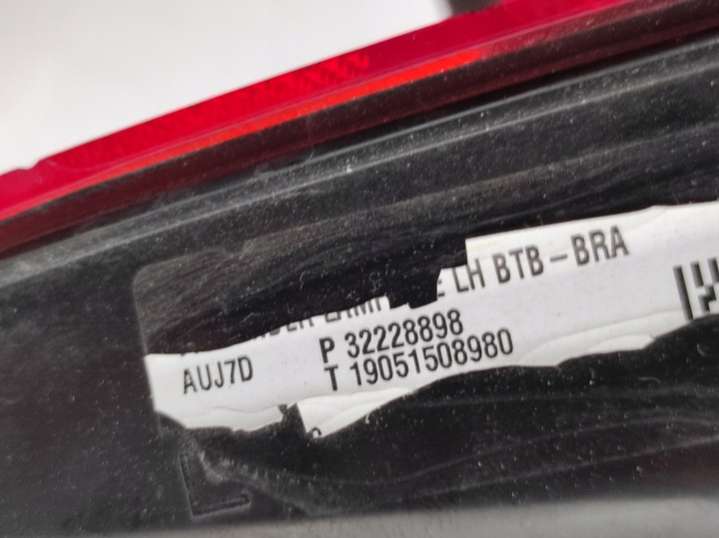 LH BTB-BRA
AUJ7D P 32228898
T 19051508980
L